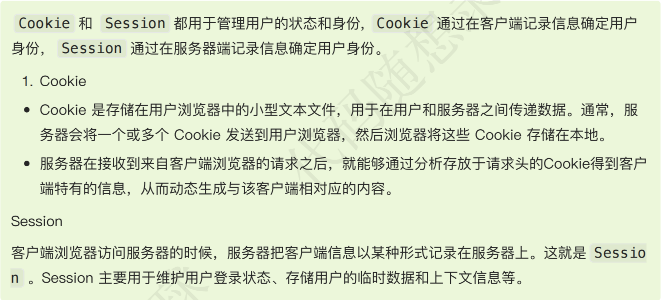 Cookie 和 Session 都用于管理用户的状态和身份，Cookie 通过在客户端记录信息确定用户
身份，Session 通过在服务器端记录信息确定用户身份。
1. Cookie
• Cookie 是存储在用户浏览器中的小型文本文件，用于在用户和服务器之间传递数据。通常，服
务器会将一个或多个 Cookie 发送到用户浏览器，然后浏览器将这些 Cookie 存储在本地。
• 服务器在接收到来自客户端浏览器的请求之后，就能够通过分析存放于请求头的Cookie得到客户
端特有的信息，从而动态生成与该客户端相对应的内容。
Session
客户端浏览器访问服务器的时候，服务器把客户端信息以某种形式记录在服务器上。这就是 Sessio
n 。Session 主要用于维护用户登录状态、存储用户的临时数据和上下文信息等。
代码随想